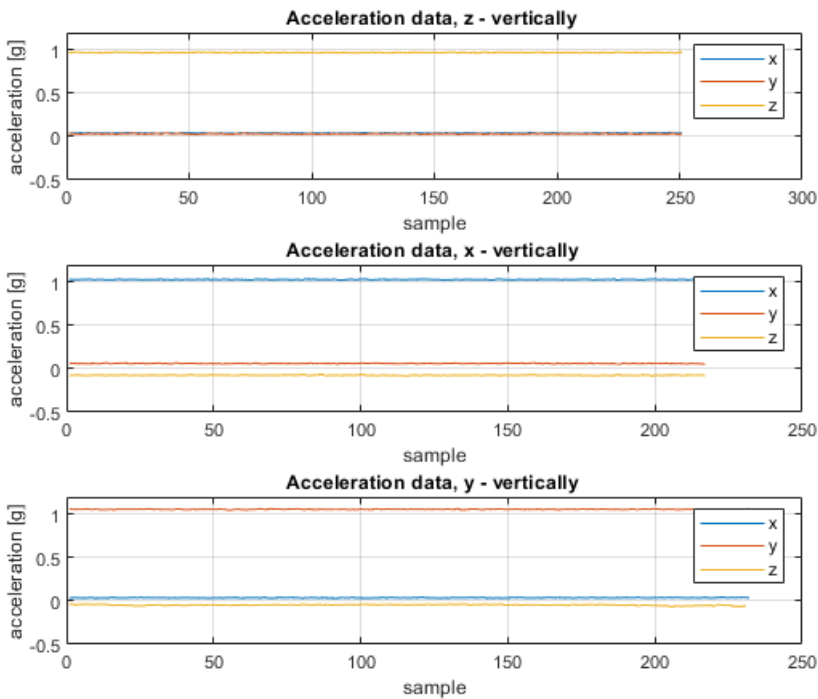 Acceleration data, z - vertically
acceleration [g]
1
0.5
0
-0.5
x
y
z
0 50 100 150 200 250 300
sample
Acceleration data, x - vertically
acceleration [g]
1
0.5
0
-0.5
x
y
z
0 50 100 150 200 250
sample
Acceleration data, y - vertically
acceleration [g]
1
0.5
0
-0.5
x
y
z
0 50 100 150 200 250
sample